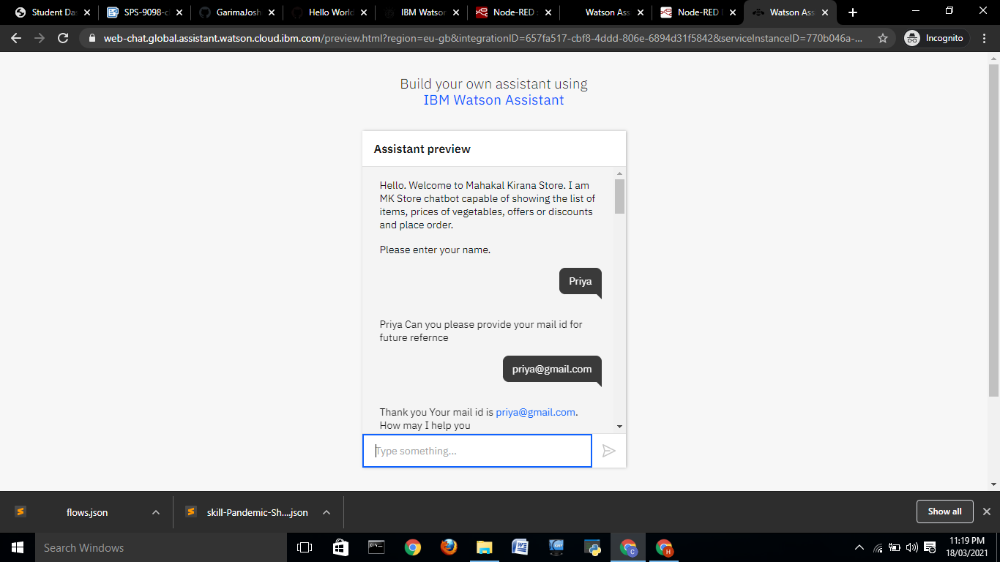 Student Da
SPS-9098-c
GarimaJosh
Hello World
IBM Watson
Node-RED
Watson Ass
Node-RED
Watson Ass
web-chat.global.assistant.watson.cloud.ibm.com/preview.html?region=eu-gb&integrationID=657fa517-cbf8-4ddd-806e-6894d31f5842&serviceInstanceID=770b046a-...
Incognito
Build your own assistant using
IBM Watson Assistant
Assistant preview
Hello. Welcome to Mahakal Kirana Store. I am
MK Store chatbot capable of showing the list of
items, prices of vegetables, offers or discounts
and place order.
Please enter your name.
Priya
Priya Can you please provide your mail id for
future refernce
priya@gmail.com
Thank you Your mail id is priya@gmail.com.
How may I help you
Type something...
flows.json
skill-Pandemic-Sh....json
Show all
Search Windows
11:19 PM
18/03/2021